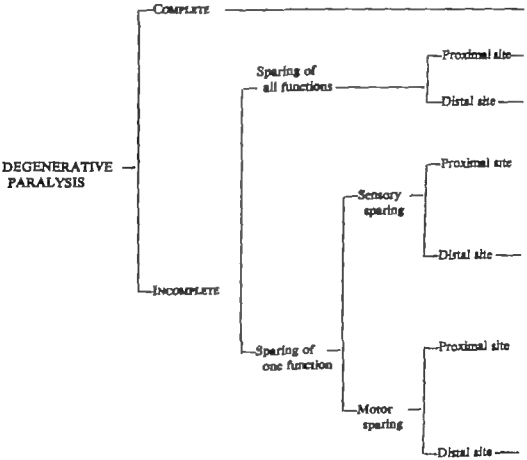 COMPLETE
Proximal site
Sparing of
all functions
Distal site
DEGENERATIVE
PARALYSIS
Proximal site
Sensory
sparing
Distal site
INCOMPLETE
Sparing of
one function
Proximal site
Motor
sparing
Distal site